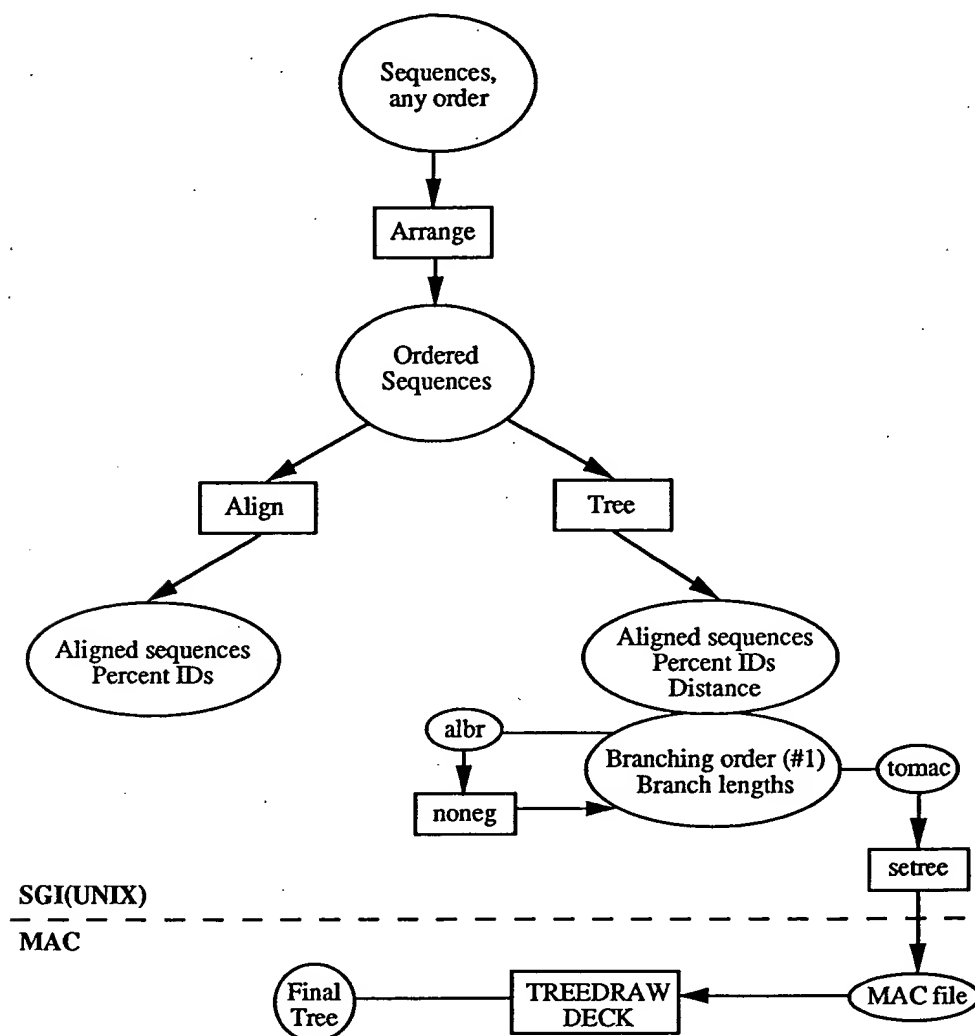 Sequences,
any order
Arrange
Ordered
Sequences
Align
Tree
Aligned sequences
Percent IDs
Aligned sequences
Percent IDs
Distance
albr
Branching order (#1)
Branch lengths
tomac
noneg
setree
SGI(UNIX)
MAC
Final
Tree
TREEDRAW
DECK
MAC file